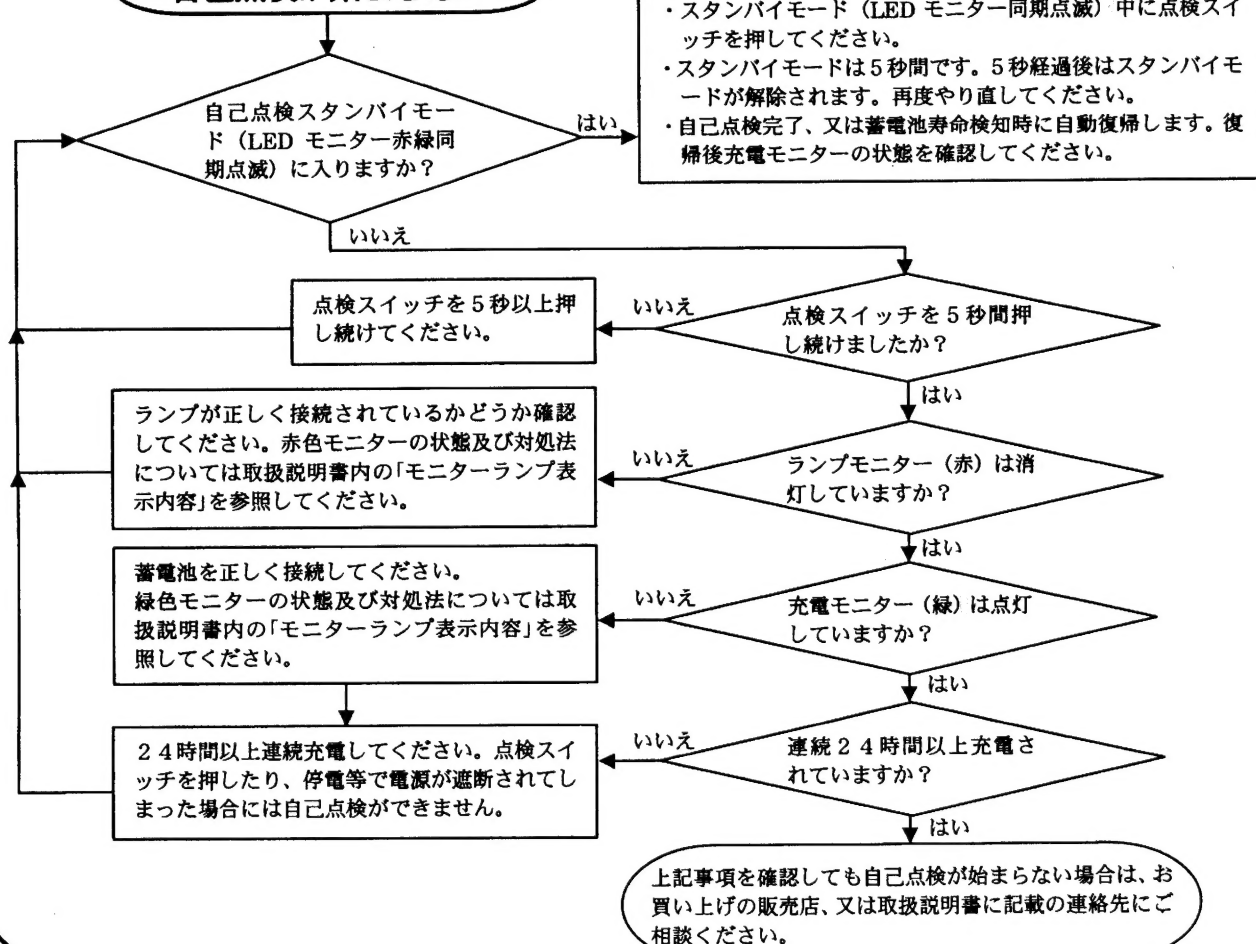 ・スタンバイモード（LED モニター同期点滅）中に点検スイ
ッチを押してください。
・スタンバイモードは５秒間です。５秒経過後はスタンバイモ
ードが解除されます。再度やり直してください。
・自己点検完了、又は蓄電池寿命検知時に自動復帰します。復
帰後充電モニターの状態を確認してください。
自己点検スタンバイモー
ド（LED モニター赤緑同
期点滅）に入りますか？
はい
いいえ
点検スイッチを５秒以上押
し続けてください。
いいえ
点検スイッチを５秒間押
し続けましたか？
はい
ランプが正しく接続されているかどうか確認
してください。赤色モニターの状態及び対処法
については取扱説明書内の「モニターランプ表
示内容」を参照してください。
いいえ
ランプモニター（赤）は消
灯していますか？
はい
蓄電池を正しく接続してください。
緑色モニターの状態及び対処法については取
扱説明書内の「モニターランプ表示内容」を参
照してください。
いいえ
充電モニター（緑）は点灯
していますか？
はい
２４時間以上連続充電してください。点検スイ
ッチを押したり、停電等で電源が遮断されてし
まった場合には自己点検ができません。
いいえ
連続２４時間以上充電さ
れていますか？
はい
上記事項を確認しても自己点検が始まらない場合は、お
買い上げの販売店、又は取扱説明書に記載の連絡先にご
相談ください。